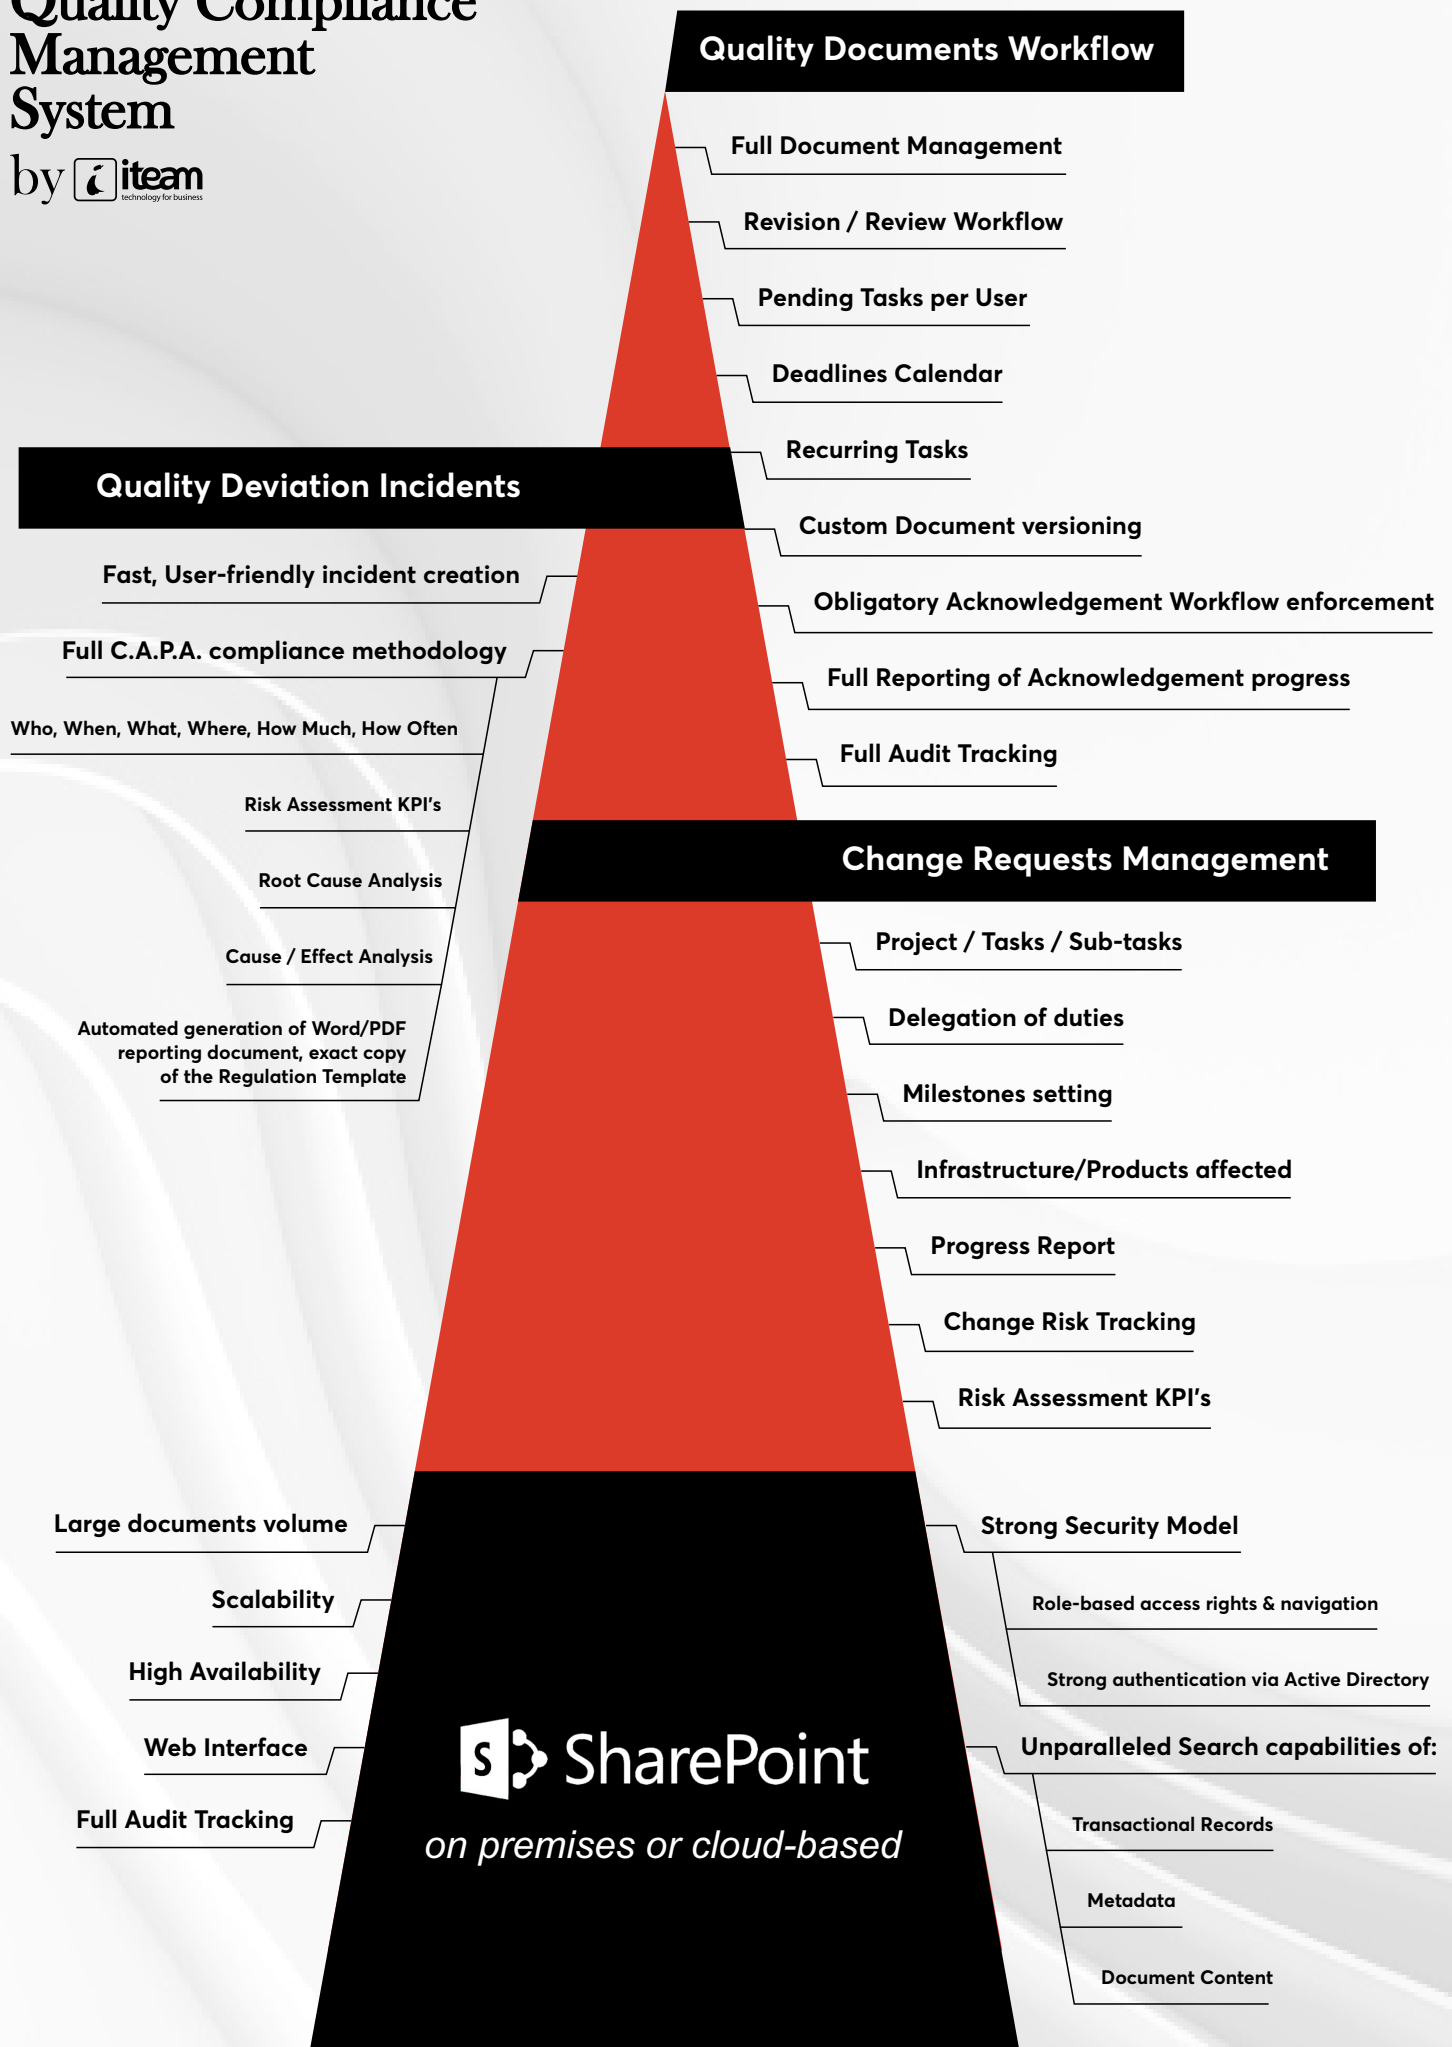 Quality Compliance
Management
System
by iteam
technology for business
Quality Documents Workflow
Full Document Management
Revision / Review Workflow
Pending Tasks per User
Deadlines Calendar
Recurring Tasks
Custom Document versioning
Obligatory Acknowledgement Workflow enforcement
Full Reporting of Acknowledgement progress
Full Audit Tracking
Quality Deviation Incidents
Fast, User-friendly incident creation
Full C.A.P.A. compliance methodology
Who, When, What, Where, How Much, How Often
Risk Assessment KPI's
Root Cause Analysis
Cause / Effect Analysis
Automated generation of Word/PDF
reporting document, exact copy
of the Regulation Template
Change Requests Management
Project / Tasks / Sub-tasks
Delegation of duties
Milestones setting
Infrastructure/Products affected
Progress Report
Change Risk Tracking
Risk Assessment KPI's
Large documents volume
Scalability
High Availability
Web Interface
Full Audit Tracking
S SharePoint
on premises or cloud-based
Strong Security Model
Role-based access rights & navigation
Strong authentication via Active Directory
Unparalleled Search capabilities of:
Transactional Records
Metadata
Document Content